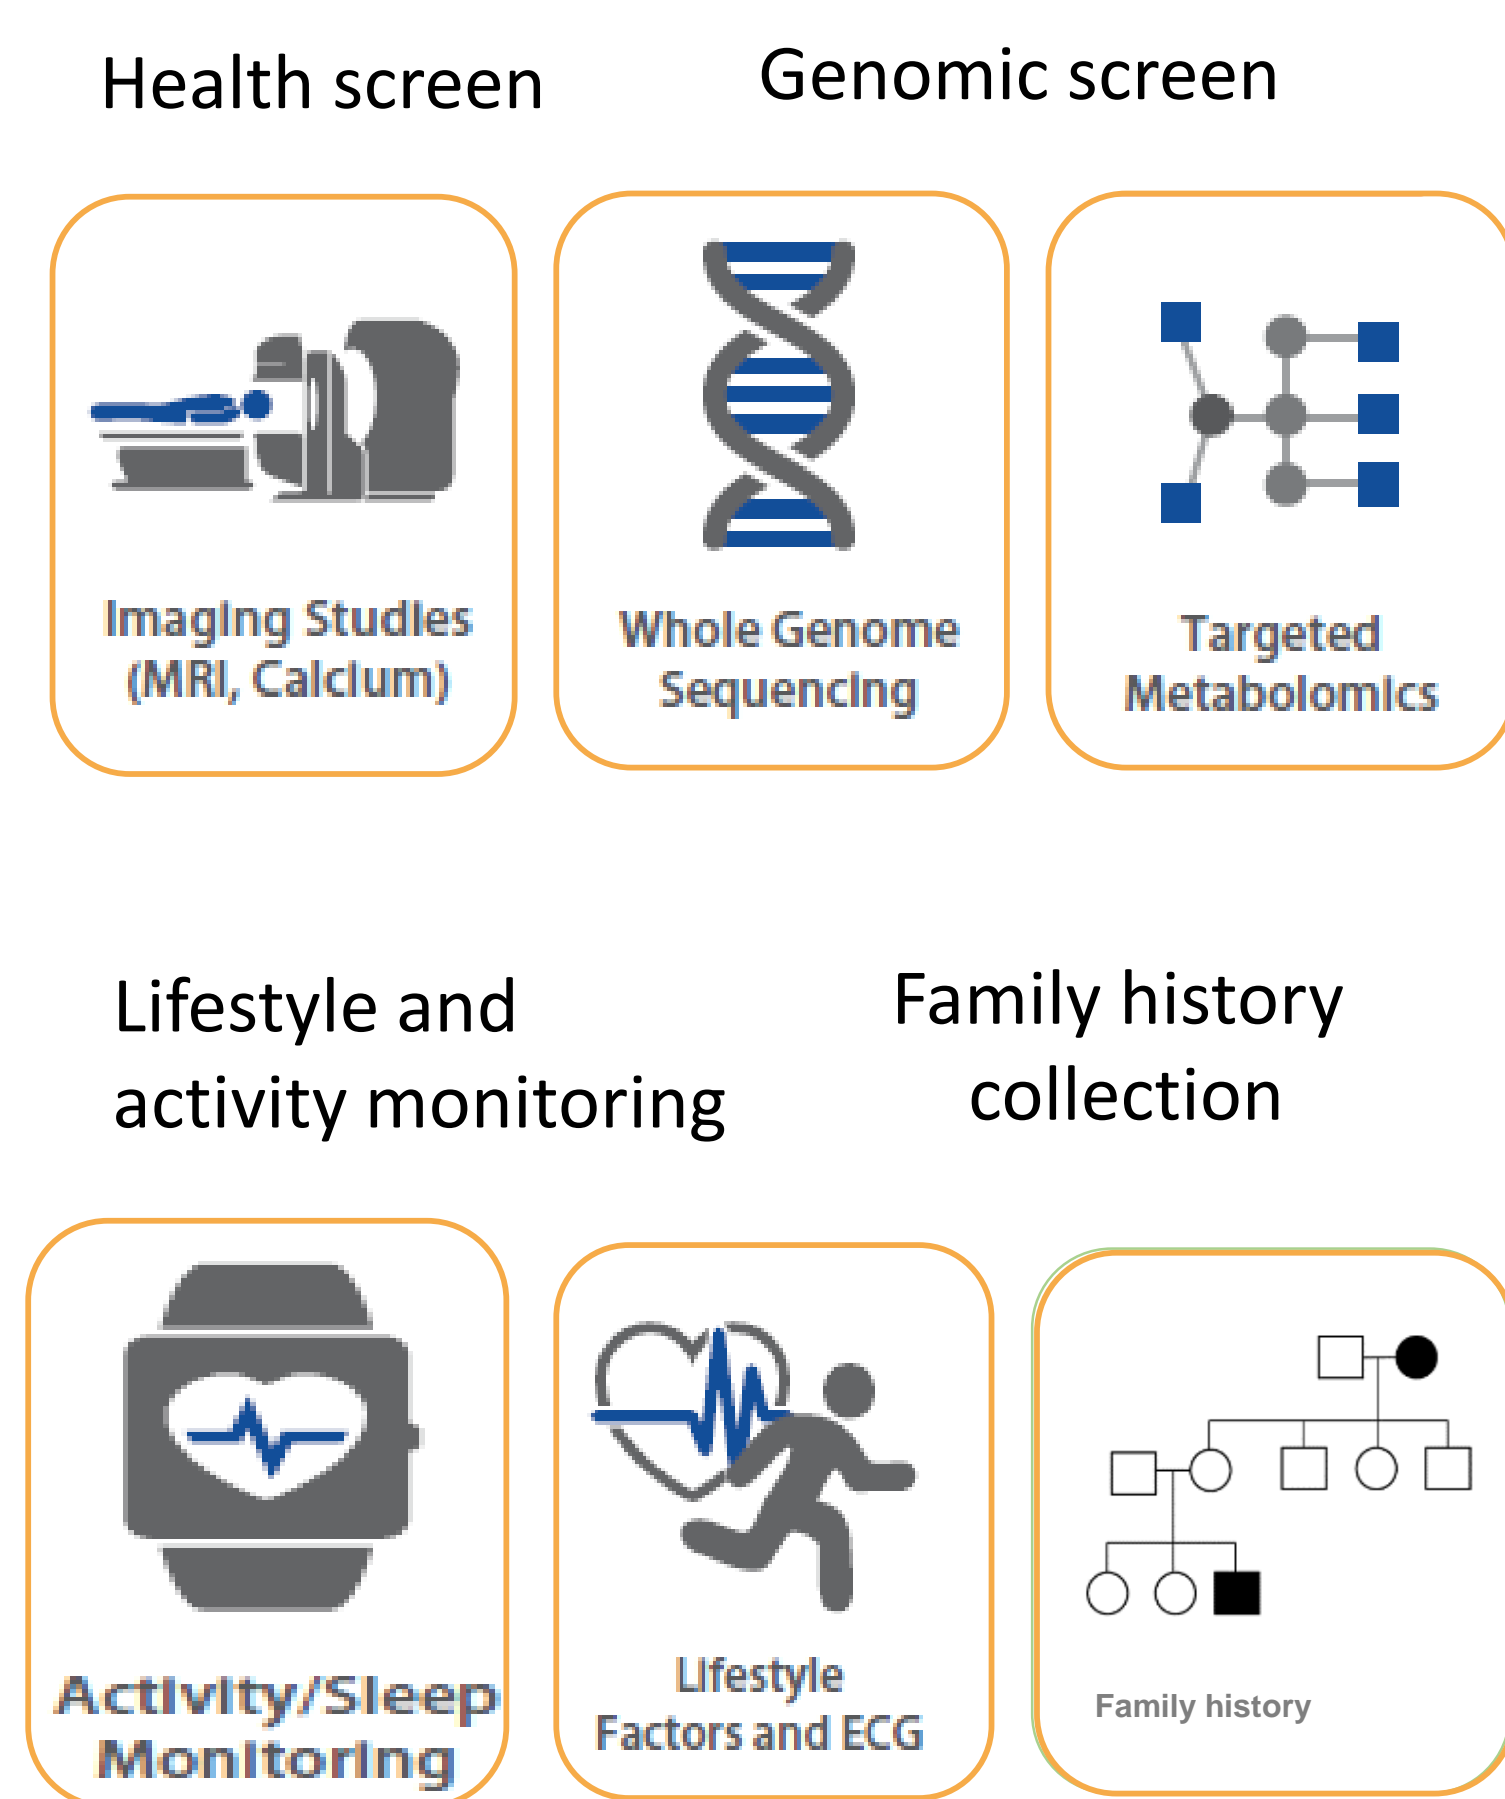 Health screen
Genomic screen
Imaging Studies
(MRI, Calcium)
Whole Genome
Sequencing
Targeted
Metabolomics
Lifestyle and
activity monitoring
Family history
collection
Activity/Sleep
Monitoring
Lifestyle
Factors and ECG
Family history